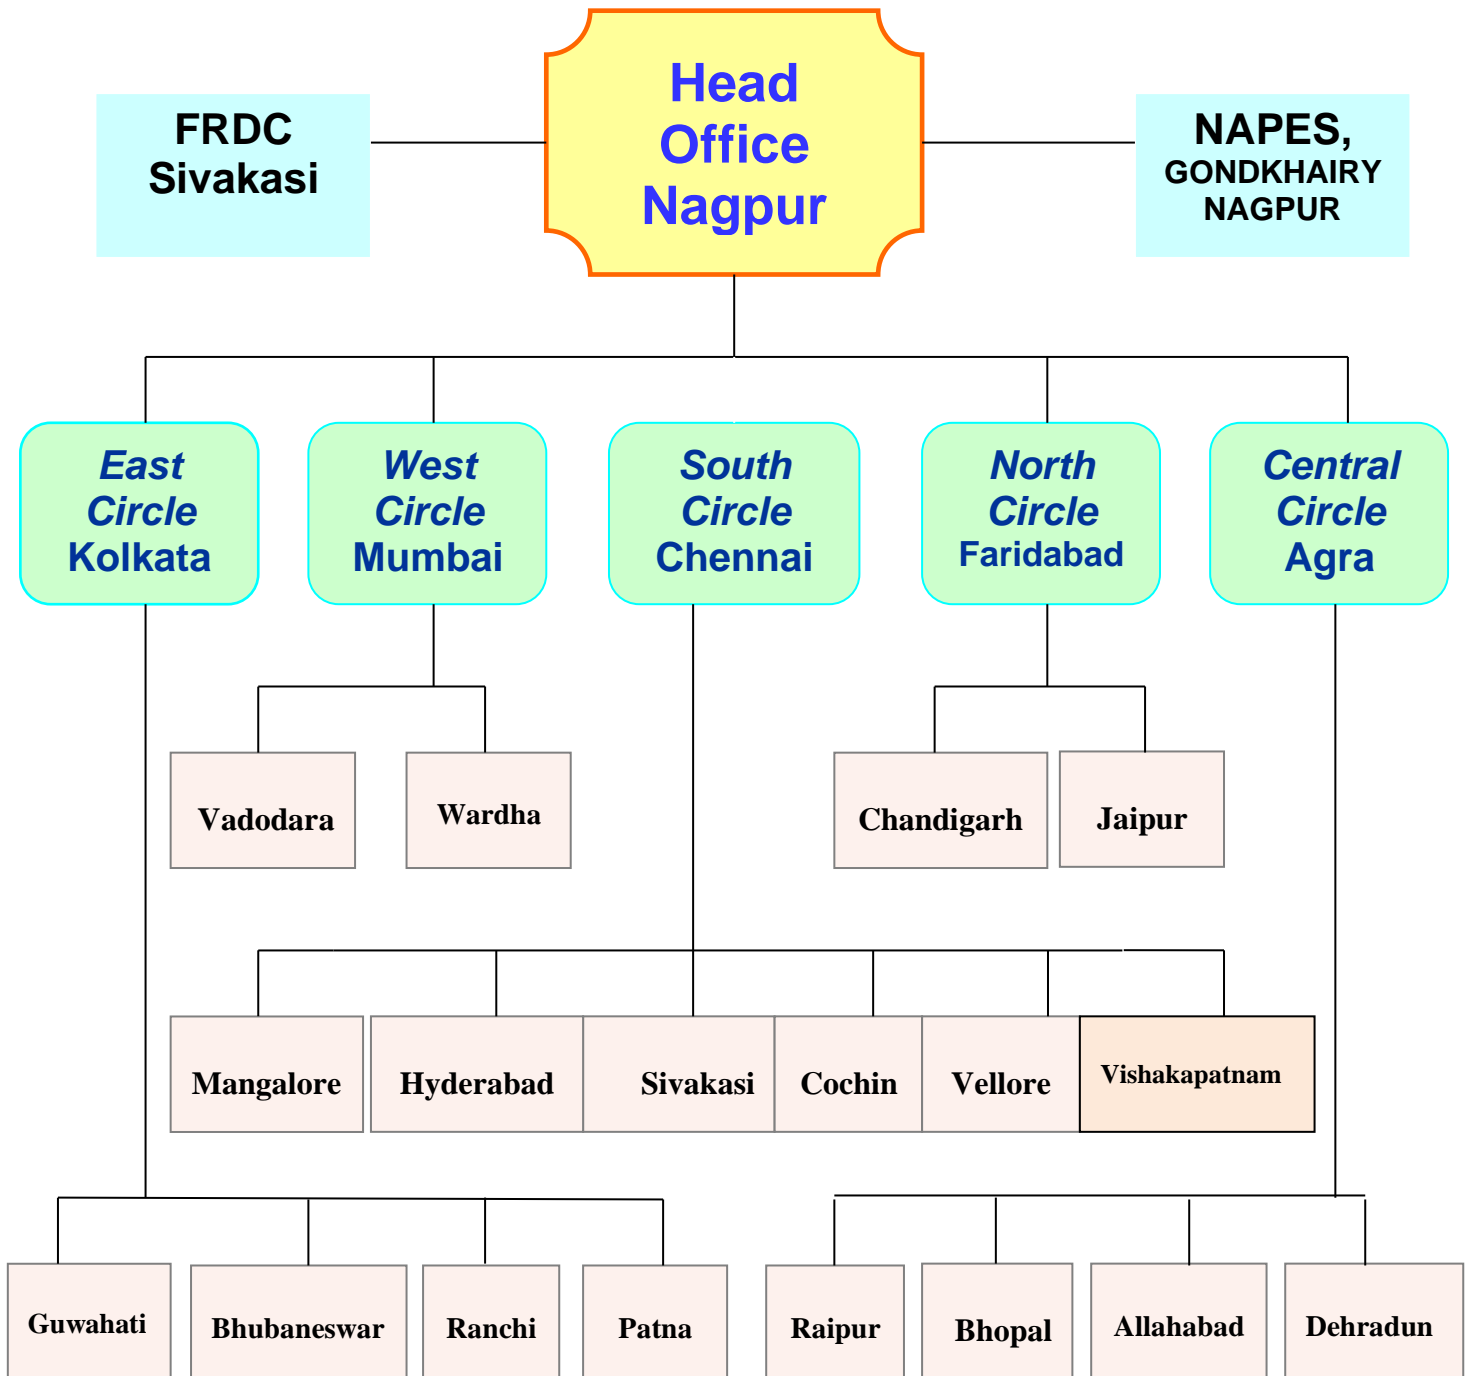 Head
Office
Nagpur
FRDC
Sivakasi
NAPES,
GONDKHAIRY
NAGPUR
East
Circle
Kolkata
West
Circle
Mumbai
South
Circle
Chennai
North
Circle
Faridabad
Central
Circle
Agra
Vadodara
Wardha
Chandigarh
Jaipur
Mangalore
Hyderabad
Sivakasi
Cochin
Vellore
Vishakapatnam
Guwahati
Bhubaneswar
Ranchi
Patna
Raipur
Bhopal
Allahabad
Dehradun